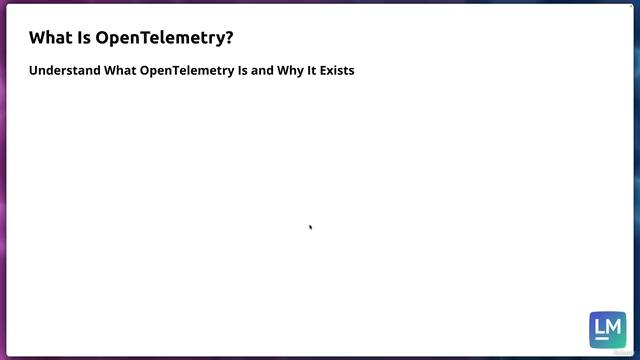 What Is OpenTelemetry?
Understand What OpenTelemetry Is and Why It Exists
LM